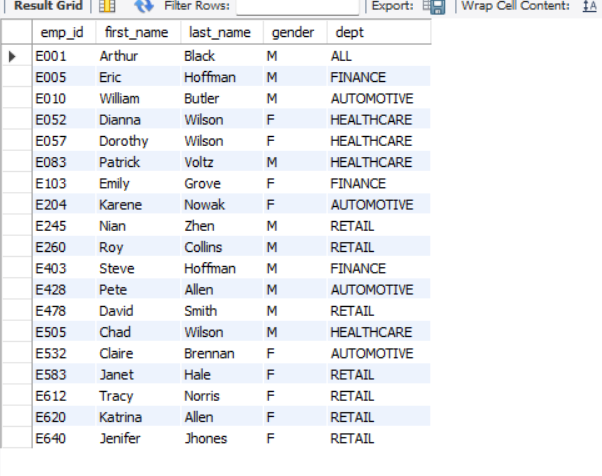 Result Grid Filter Rows: Export: Wrap Cell Content: IA
emp_id first_name last_name gender dept
E001 Arthur Black M ALL
E005 Eric Hoffman M FINANCE
E010 William Butler M AUTOMOTIVE
E052 Dianna Wilson F HEALTHCARE
E057 Dorothy Wilson F HEALTHCARE
E083 Patrick Voltz M HEALTHCARE
E103 Emily Grove F FINANCE
E204 Karene Nowak F AUTOMOTIVE
E245 Nian Zhen M RETAIL
E260 Roy Collins M RETAIL
E403 Steve Hoffman M FINANCE
E428 Pete Allen M AUTOMOTIVE
E478 David Smith M RETAIL
E505 Chad Wilson M HEALTHCARE
E532 Claire Brennan F AUTOMOTIVE
E583 Janet Hale F RETAIL
E612 Tracy Norris F RETAIL
E620 Katrina Allen F RETAIL
E640 Jenifer Jhones F RETAIL